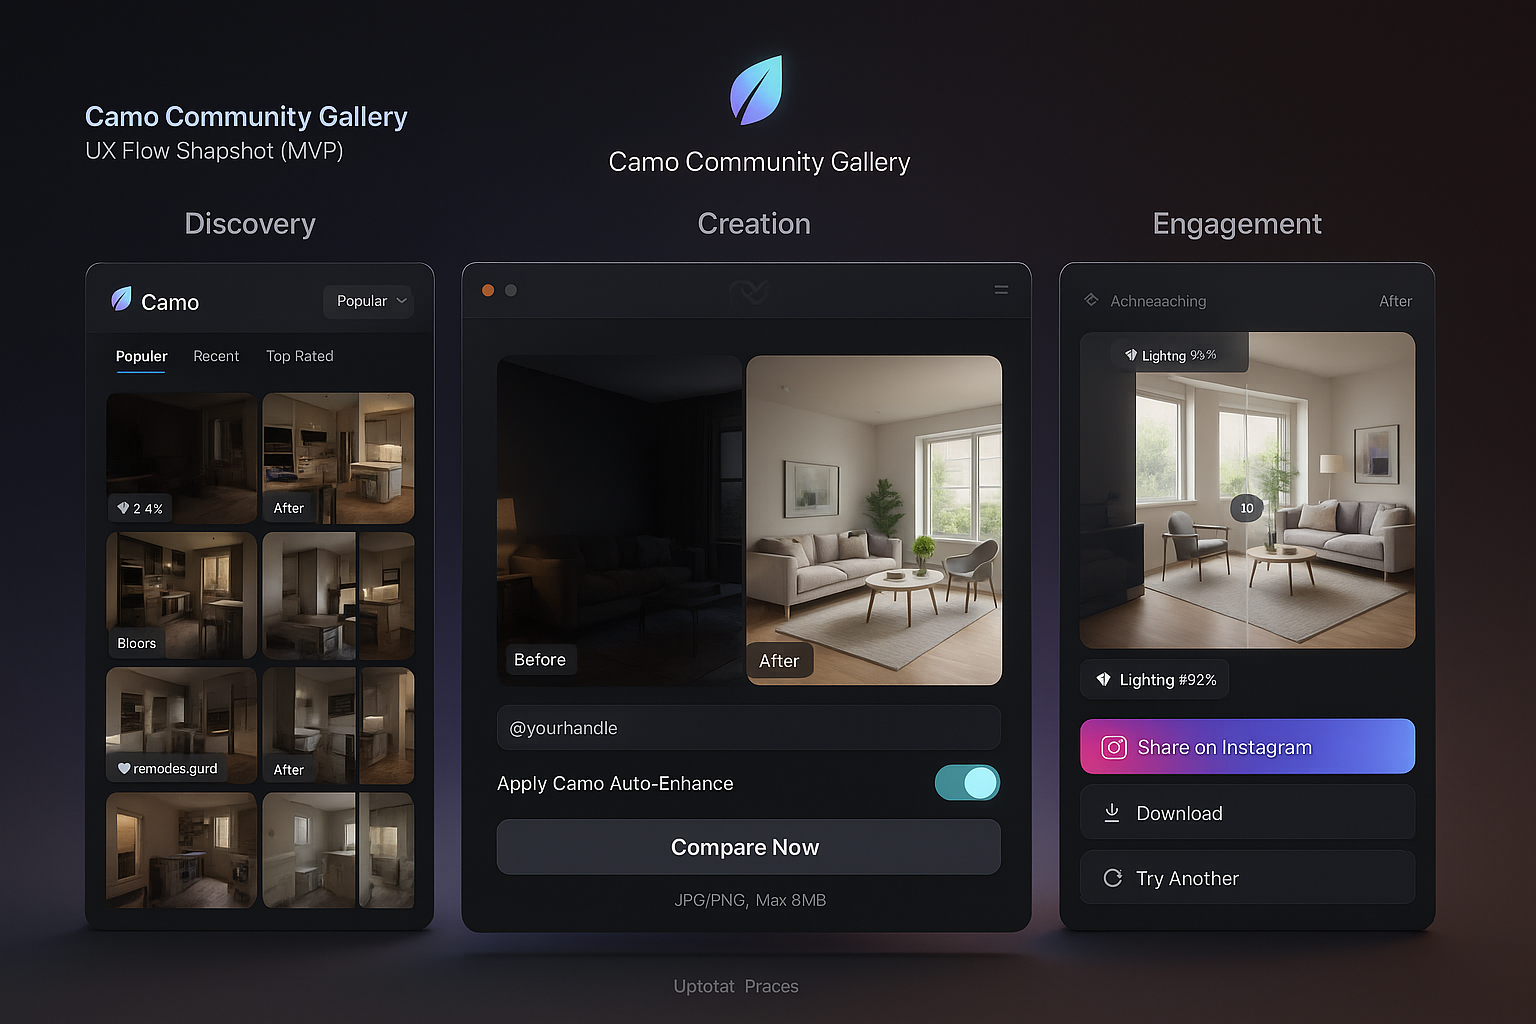 Camo Community Gallery
UX Flow Shapshot (MVP)
Camo Community Gallery
Discovery
Creation
Engagement
Camo
Popular
Populer
Recent
Top Rated
2 4%
After
Bloors
remodes.gurd
After
Before
After
@yourhandle
Apply Camo Auto-Enhance
Compare Now
JPG/PNG, Max 8MB
Achneaaching
After
Lightng
10
Lightng #92%
Share on Instagram
Download
Try Another
Uptotat Praces